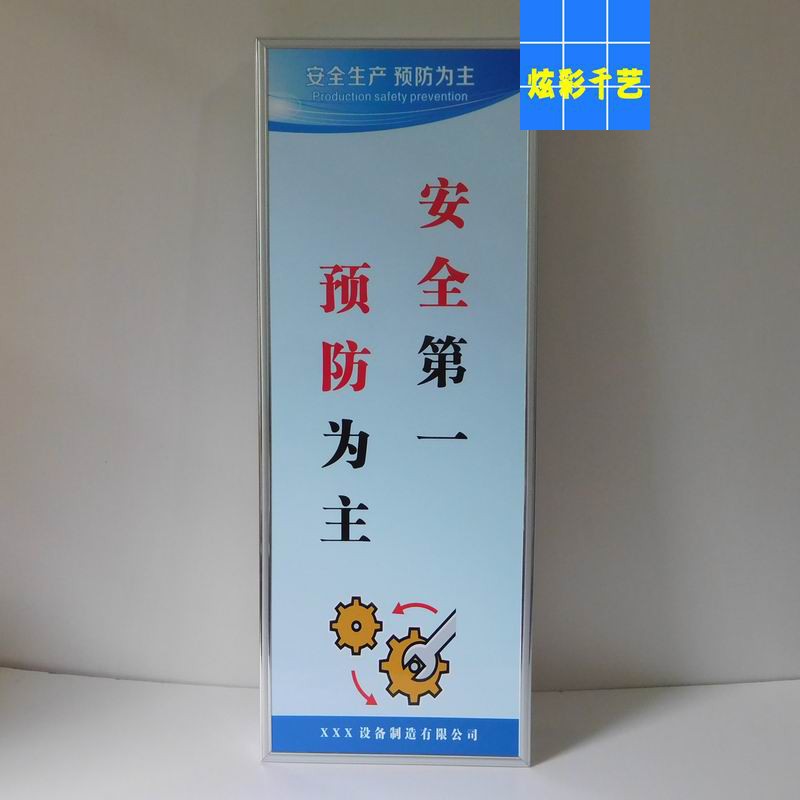 安全生产 预防为主
Production safety prevention
炫彩千艺
安全第一
预防为主
XXX设备制造有限公司